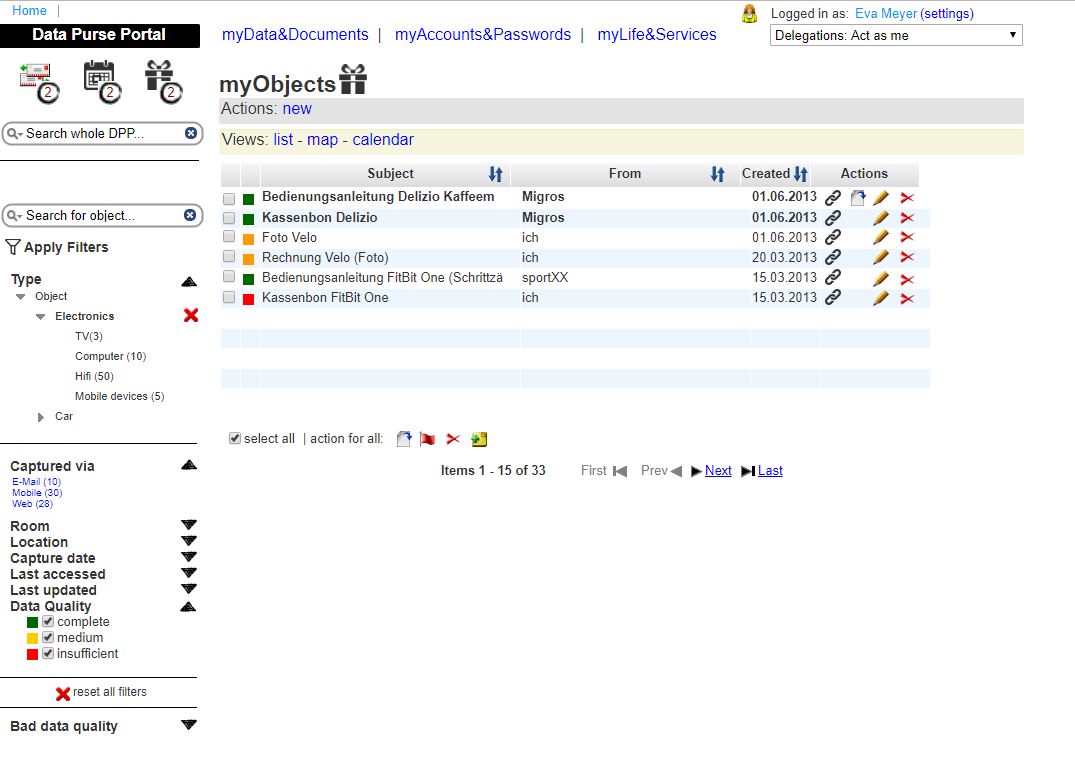 Home |
Logged in as: Eva Meyer (settings)
Data Purse Portal
myData&Documents | myAccounts&Passwords | myLife&Services
Delegations: Act as me
2 2 2
myObjects
Actions: new
Search whole DPP...
Views: list - map - calendar
Subject From Created Actions
Bedienungsanleitung Delizio Kaffeem Migros 01.06.2013
Kassenbon Delizio Migros 01.06.2013
Foto Velo ich 01.06.2013
Rechnung Velo (Foto) ich 20.03.2013
Bedienungsanleitung FitBit One (Schrittzä sportXX 15.03.2013
Kassenbon FitBit One ich 15.03.2013
Search for object...
Apply Filters
Type
Object
Electronics
TV(3)
Computer (10)
Hifi (50)
Mobile devices (5)
Car
select all | action for all:
Items 1 - 15 of 33 First Prev Next Last
Captured via
E-Mail (10)
Mobile (30)
Web (28)
Room
Location
Capture date
Last accessed
Last updated
Data Quality
complete
medium
insufficient
reset all filters
Bad data quality